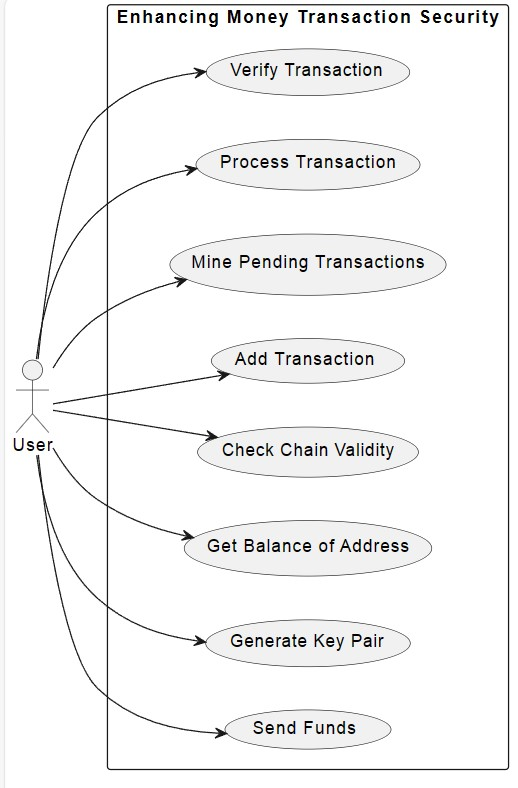 Enhancing Money Transaction Security
Verify Transaction
Process Transaction
Mine Pending Transactions
Add Transaction
User
Check Chain Validity
Get Balance of Address
Generate Key Pair
Send Funds